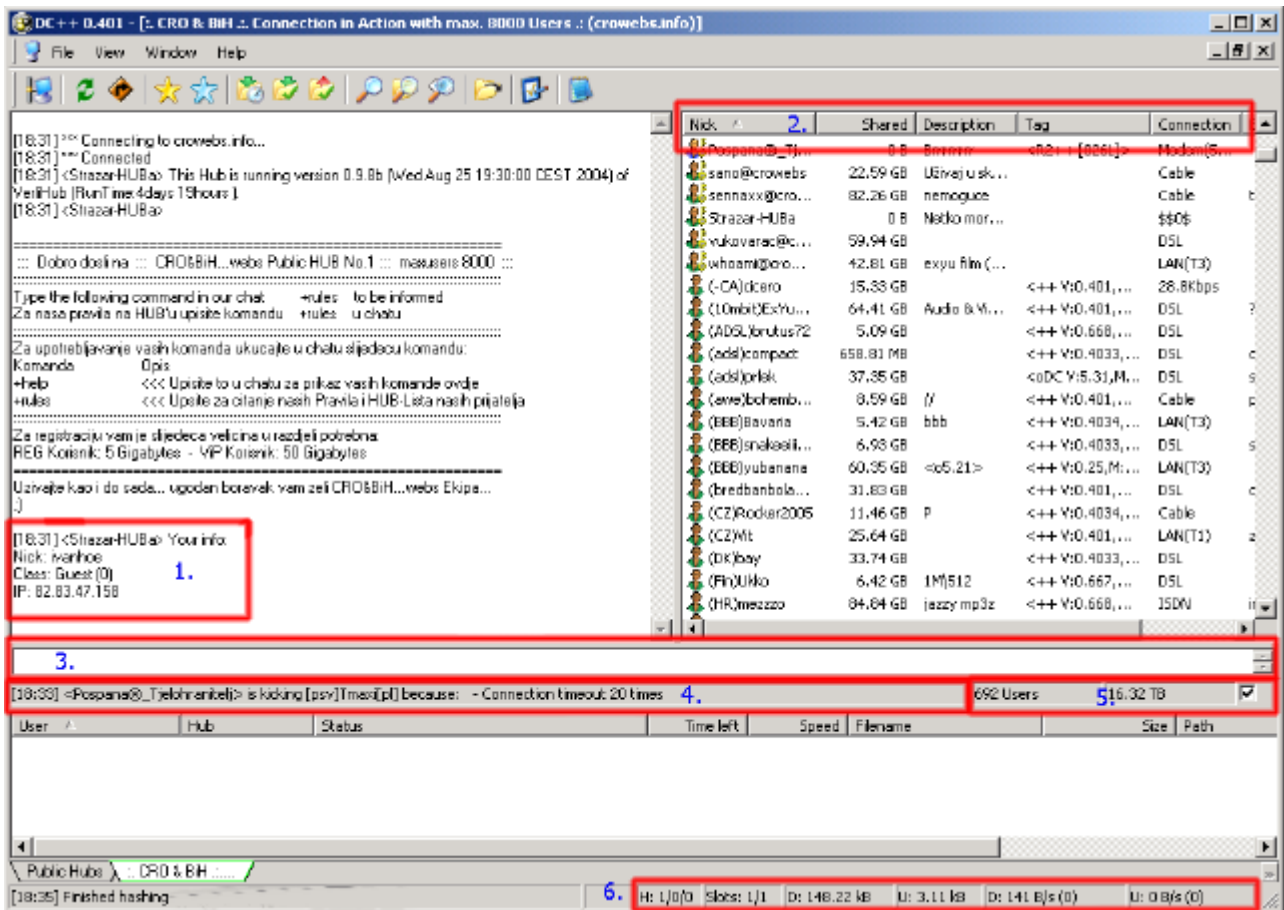 DC++ 0.401 - [:. CRO & BiH .:. Connection in Action with max. 8000 Users .: (crowebs.info)]
File View Window Help
[18:31] *** Connecting to crowebs.info...
[18:31] *** Connected
[18:31] <Strazar-HUBa> This Hub is running version 0.9.8b (Wed Aug 25 19:30:00 CEST 2004) of
VerliHub (RunTime:4days 19hours ).
[18:31] <Strazar-HUBa>
::: Dobro dosli na ::: CRO&BiH...webs Public HUB No.1 ::: maxusers 8000 :::
Type the following command in our chat +rules to be informed
Za nasa pravila na HUB'u upisite komandu +rules u chatu
Za upotrebljavanje vasih komanda ukucajte u chatu slijedecu komandu:
Komanda Opis
+help <<< Upisite to u chatu za prikaz vasih komande ovdje
+rules <<< Upsite za citanje nasih Pravila i HUB-Lista nasih prijatelja
Za registraciju vam je slijedeca velicina u razdjeli potrebna:
REG Korisnik: 5 Gigabytes - VIP Korisnik: 50 Gigabytes
Uzivajte kao i do sada... ugodan boravak vam zeli CRO&BiH...webs Ekipa...
:)
[18:31] <Strazar-HUBa> Your info:
Nick: ivanhoe
Class: Guest (0)
IP: 82.83.47.158
1.
Nick 2. Shared Description Tag Connection
Pospana®_Tj... 0 B Brrrrrrr <R2++ [026L]> Modem(5...
sano@crowebs 22.59 GB Uživaj u sk... Cable
sennaxx@cro... 82.26 GB nemoguce Cable
Strazar-HUBa 0 B Netko mor... $$0$
vukovarac@c... 59.94 GB DSL
whoami@cro... 42.81 GB exyu film (... LAN(T3)
(-CA)cicero 15.33 GB <++ V:0.401,... 28.8Kbps
(10mbit)ExYu... 64.41 GB Audio & Vi... <++ V:0.401,... DSL
(ADSL)brutus72 5.09 GB <++ V:0.668,... DSL
(adsl)compact 658.81 MB <++ V:0.4033,... DSL
(adsl)prlek 37.35 GB <oDC V:5.31,M... DSL
(awe)bohemb... 8.59 GB // <++ V:0.401,... Cable
(BBB)Bavaria 5.42 GB bbb <++ V:0.4034,... LAN(T3)
(BBB)snakeeiii... 6.93 GB <++ V:0.4033,... DSL
(BBB)yubanana 60.35 GB <o5.21> <++ V:0.25,M:... LAN(T3)
(bredbanbola... 31.83 GB <++ V:0.401,... DSL
(CZ)Rocker2005 11.46 GB P <++ V:0.4034,... Cable
(CZ)Vit 25.64 GB <++ V:0.401,... LAN(T1)
(DK)bay 33.74 GB <++ V:0.4033,... DSL
(Fin)Ukko 6.42 GB 1M\512 <++ V:0.667,... DSL
(HR)mezzzo 84.84 GB jazzy mp3z <++ V:0.668,... ISDN
3.
[18:33] <Pospana®_Tjelohranitelj> is kicking [psv]Tmaxi[pl] because: - Connection timeout 20 times 4. 692 Users 5. 16.32 TB
User Hub Status Time left Speed Filename Size Path
Public Hubs .:. CRO & BiH .:....
[18:35] Finished hashing 6. H: 1/0/0 Slots: 1/1 D: 148.22 kB U: 3.11 kB D: 141 B/s (0) U: 0 B/s (0)